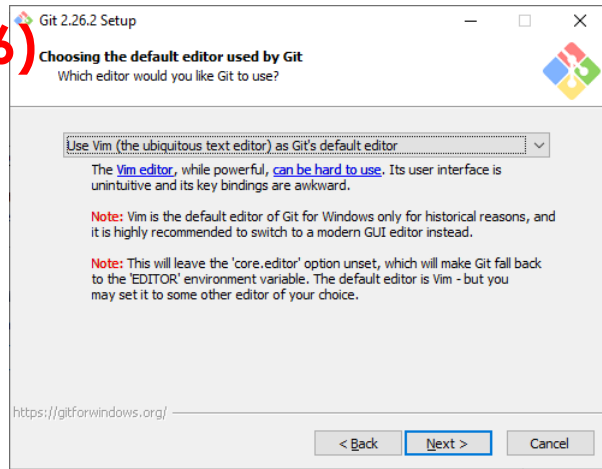 Git 2.26.2 Setup
6)
Choosing the default editor used by Git
Which editor would you like Git to use?
Use Vim (the ubiquitous text editor) as Git's default editor
The Vim editor, while powerful, can be hard to use. Its user interface is
unintuitive and its key bindings are awkward.
Note: Vim is the default editor of Git for Windows only for historical reasons, and
it is highly recommended to switch to a modern GUI editor instead.
Note: This will leave the 'core.editor' option unset, which will make Git fall back
to the 'EDITOR' environment variable. The default editor is Vim - but you
may set it to some other editor of your choice.
https://gitforwindows.org/
< Back
Next >
Cancel